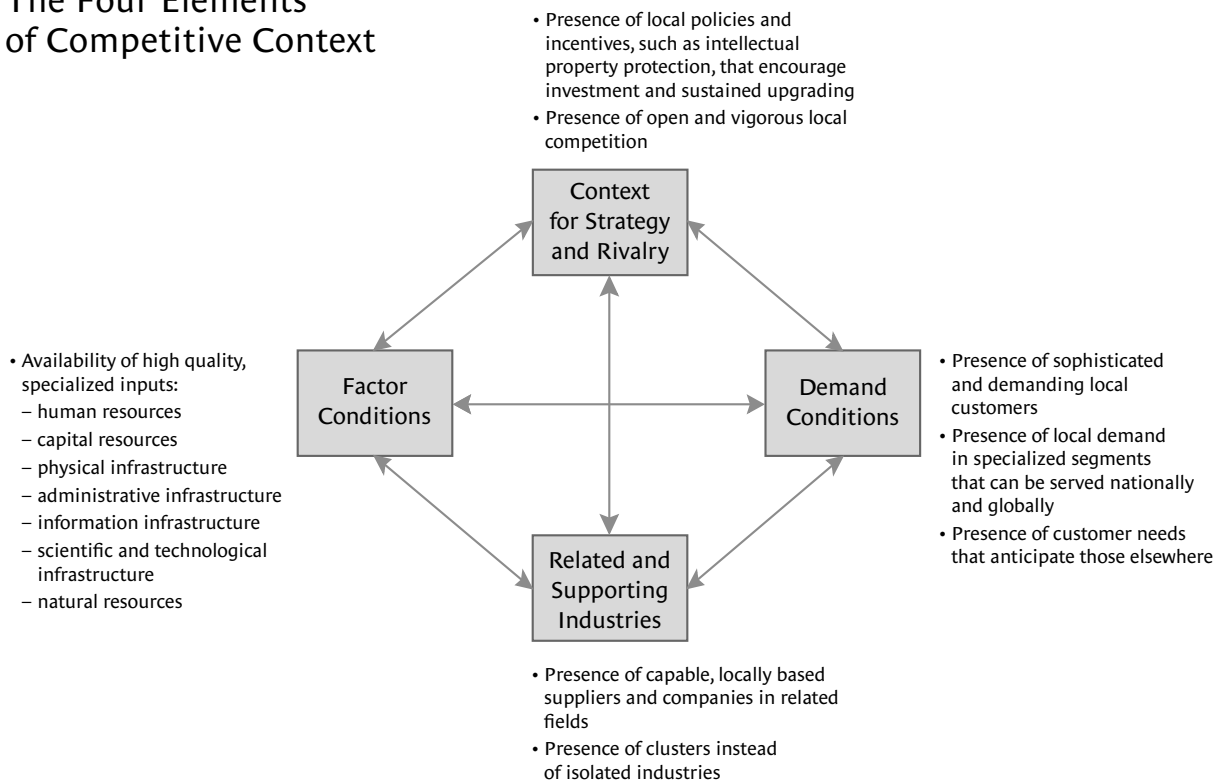 The Four Elements
of Competitive Context
• Presence of local policies and
incentives, such as intellectual
property protection, that encourage
investment and sustained upgrading
• Presence of open and vigorous local
competition
Context
for Strategy
and Rivalry
• Availability of high quality,
specialized inputs:
– human resources
– capital resources
– physical infrastructure
– administrative infrastructure
– information infrastructure
– scientific and technological
infrastructure
– natural resources
Factor
Conditions
Demand
Conditions
• Presence of sophisticated
and demanding local
customers
• Presence of local demand
in specialized segments
that can be served nationally
and globally
• Presence of customer needs
that anticipate those elsewhere
Related and
Supporting
Industries
• Presence of capable, locally based
suppliers and companies in related
fields
• Presence of clusters instead
of isolated industries